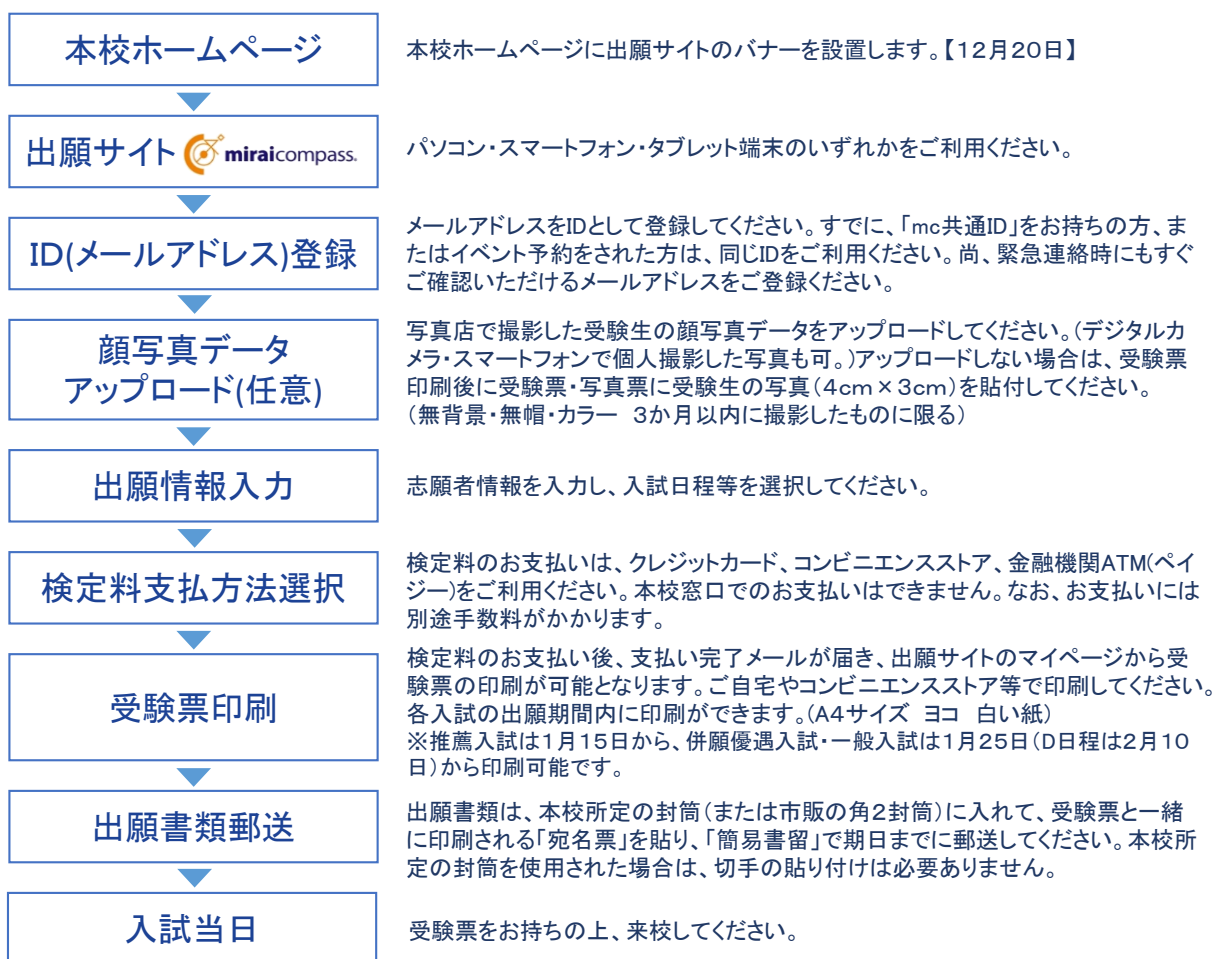 本校ホームページ
本校ホームページに出願サイトのバナーを設置します。【12月20日】
出願サイト miraicompass.
パソコン・スマートフォン・タブレット端末のいずれかをご利用ください。
ID(メールアドレス)登録
メールアドレスをIDとして登録してください。すでに、「mc共通ID」をお持ちの方、ま
たはイベント予約をされた方は、同じIDをご利用ください。尚、緊急連絡時にもすぐ
ご確認いただけるメールアドレスをご登録ください。
顔写真データ
アップロード(任意)
写真店で撮影した受験生の顔写真データをアップロードしてください。(デジタルカ
メラ・スマートフォンで個人撮影した写真も可。)アップロードしない場合は、受験票
印刷後に受験票・写真票に受験生の写真(4cm×3cm)を貼付してください。
(無背景・無帽・カラー 3か月以内に撮影したものに限る)
出願情報入力
志願者情報を入力し、入試日程等を選択してください。
検定料支払方法選択
検定料のお支払いは、クレジットカード、コンビニエンスストア、金融機関ATM(ペイ
ジー)をご利用ください。本校窓口でのお支払いはできません。なお、お支払いには
別途手数料がかかります。
受験票印刷
検定料のお支払い後、支払い完了メールが届き、出願サイトのマイページから受
験票の印刷が可能となります。ご自宅やコンビニエンスストア等で印刷してください。
各入試の出願期間内に印刷ができます。(A4サイズ ヨコ 白い紙)
※推薦入試は1月15日から、併願優遇入試・一般入試は1月25日(D日程は2月10
日)から印刷可能です。
出願書類郵送
出願書類は、本校所定の封筒(または市販の角2封筒)に入れて、受験票と一緒
に印刷される「宛名票」を貼り、「簡易書留」で期日までに郵送してください。本校所
定の封筒を使用された場合は、切手の貼り付けは必要ありません。
入試当日
受験票をお持ちの上、来校してください。